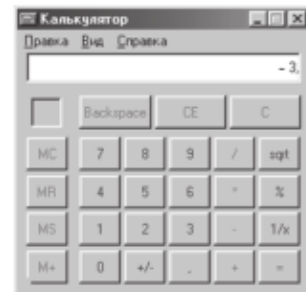 Калькулятор
Правка Вид Справка
- 3,
Backspace CE C
MC 7 8 9 / sqrt
MR 4 5 6 * %
MS 1 2 3 - 1/x
M+ 0 +/- , + =